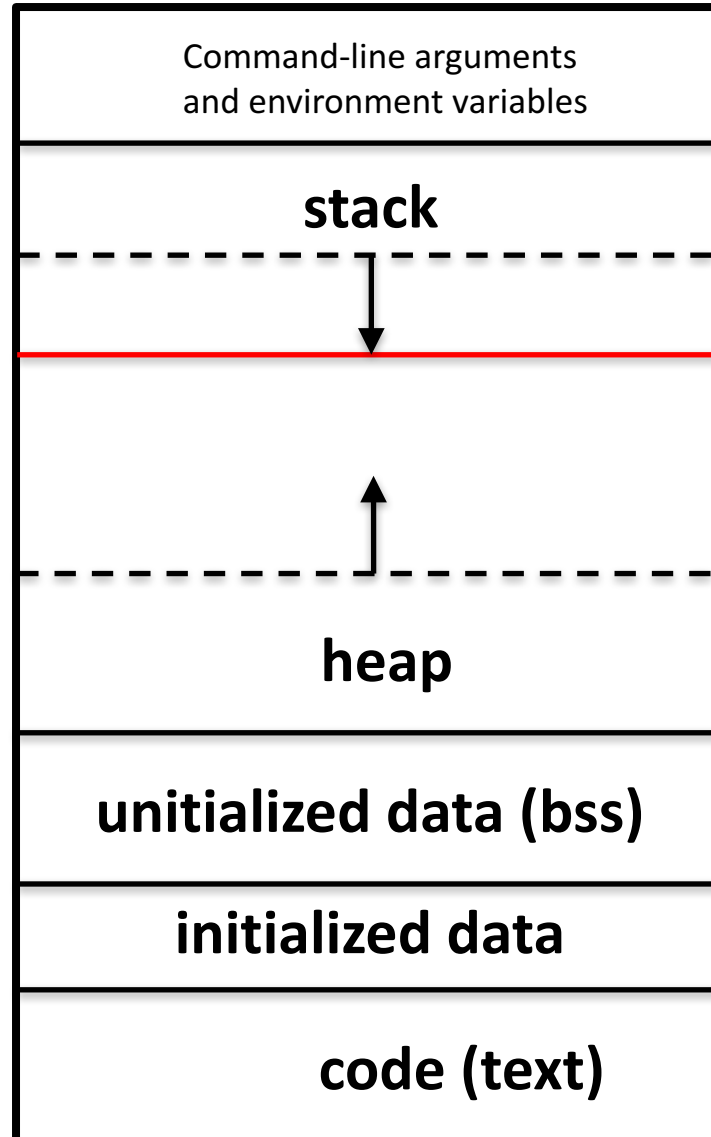 Command-line arguments
and environment variables
stack
heap
unitialized data (bss)
initialized data
code (text)